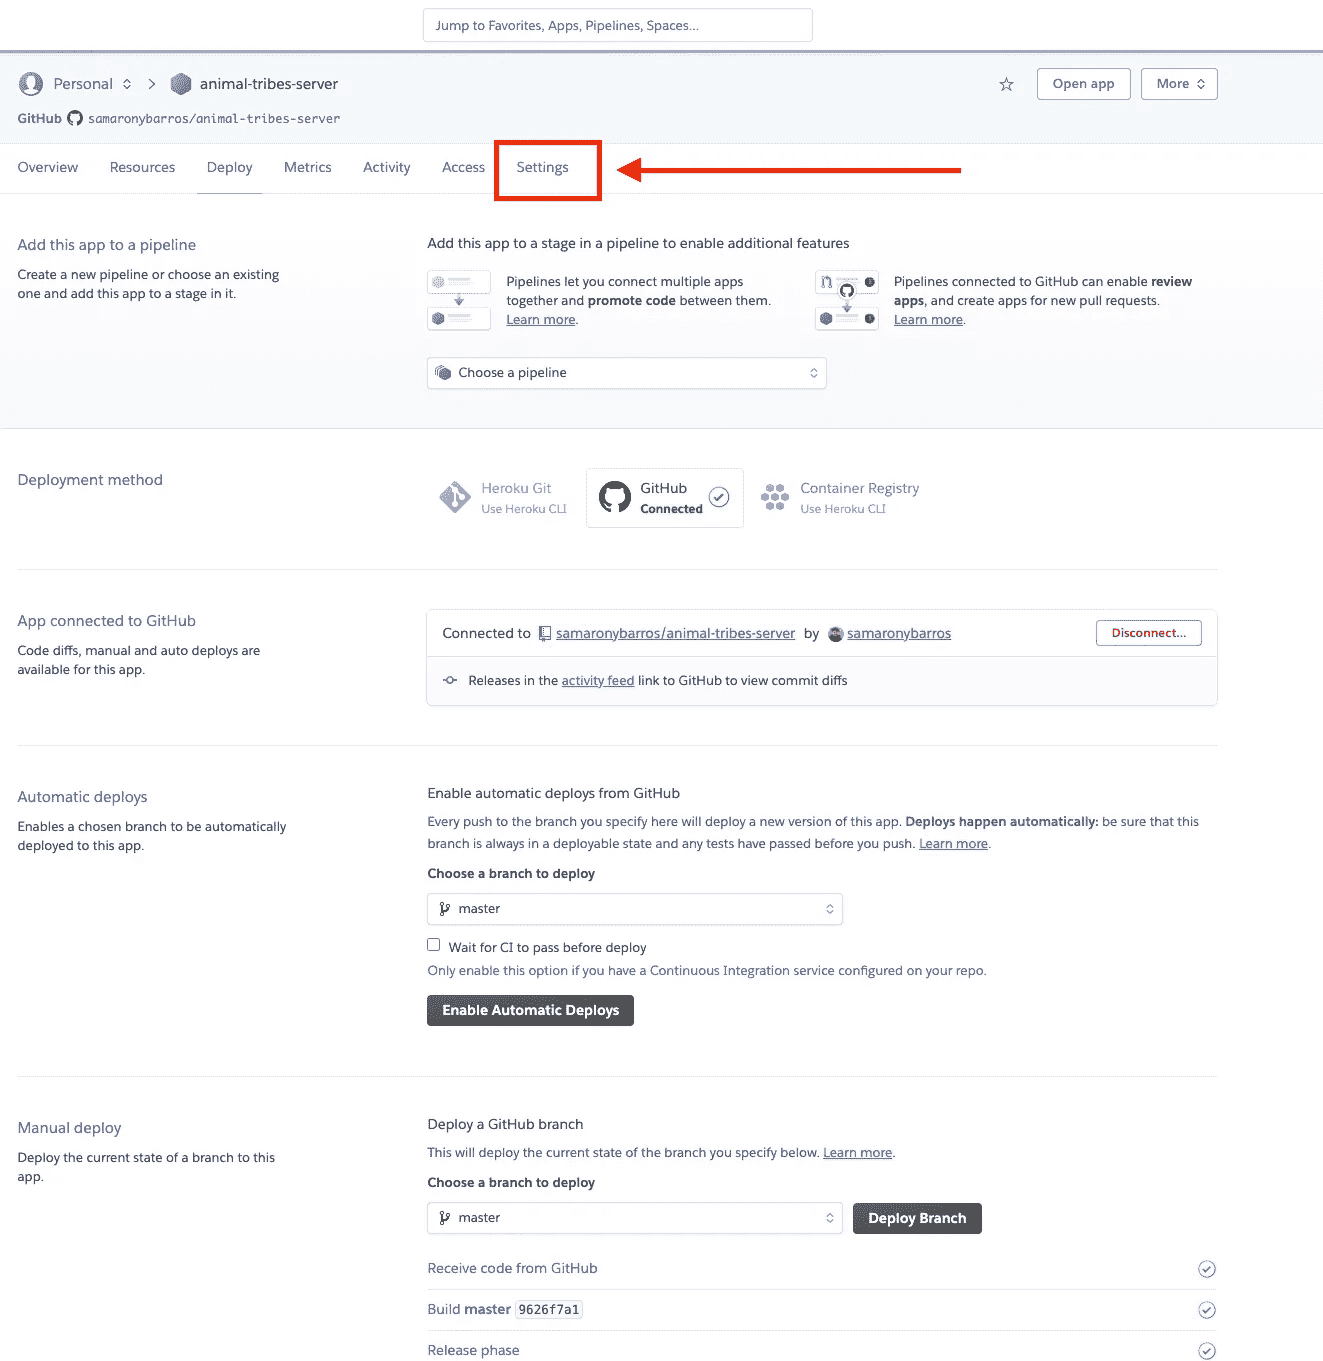 Jump to Favorites, Apps, Pipelines, Spaces...
Personal animal-tribes-server
Open app
More
GitHub samaronybarros/animal-tribes-server
Overview Resources Deploy Metrics Activity Access Settings
Add this app to a pipeline
Create a new pipeline or choose an existing
one and add this app to a stage in it.
Add this app to a stage in a pipeline to enable additional features
Pipelines let you connect multiple apps
together and promote code between them.
Learn more.
Pipelines connected to GitHub can enable review
apps, and create apps for new pull requests.
Learn more.
Choose a pipeline
Deployment method
Heroku Git
Use Heroku CLI
GitHub
Connected
Container Registry
Use Heroku CLI
App connected to GitHub
Code diffs, manual and auto deploys are
available for this app.
Connected to samaronybarros/animal-tribes-server by samaronybarros
Disconnect...
Releases in the activity feed link to GitHub to view commit diffs
Automatic deploys
Enables a chosen branch to be automatically
deployed to this app.
Enable automatic deploys from GitHub
Every push to the branch you specify here will deploy a new version of this app. Deploys happen automatically: be sure that this
branch is always in a deployable state and any tests have passed before you push. Learn more.
Choose a branch to deploy
master
Wait for CI to pass before deploy
Only enable this option if you have a Continuous Integration service configured on your repo.
Enable Automatic Deploys
Manual deploy
Deploy the current state of a branch to this
app.
Deploy a GitHub branch
This will deploy the current state of the branch you specify below. Learn more.
Choose a branch to deploy
master
Deploy Branch
Receive code from GitHub
Build master 9626f7a1
Release phase